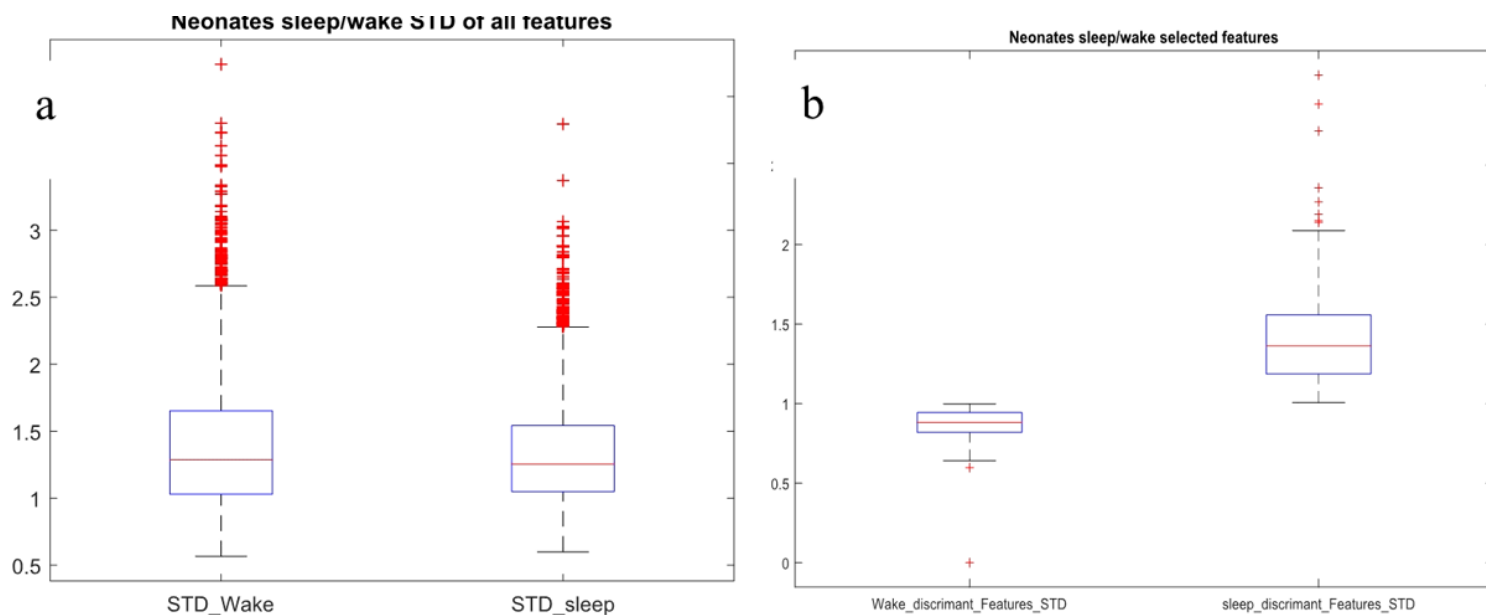 Neonates sleep/wake STD of all features
a
3
2.5
2
1.5
1
0.5
STD_Wake STD_sleep
Neonates sleep/wake selected features
b
2
1.5
1
0.5
0
Wake_discrimant_Features_STD sleep_discrimant_Features_STD